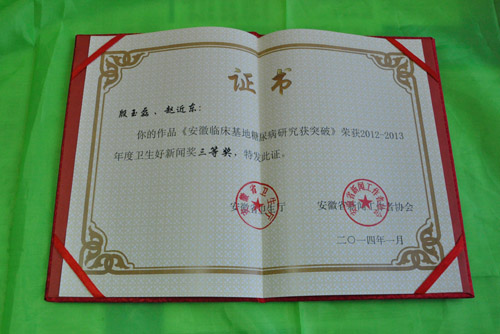 证书
殷玉磊、赵近东：
你的作品《安徽临床基地糖尿病研究获突破》荣获2012-2013
年度卫生好新闻奖三等奖，特发此证。
安徽省卫生厅 安徽省新闻工作者协会
二〇一四年一月